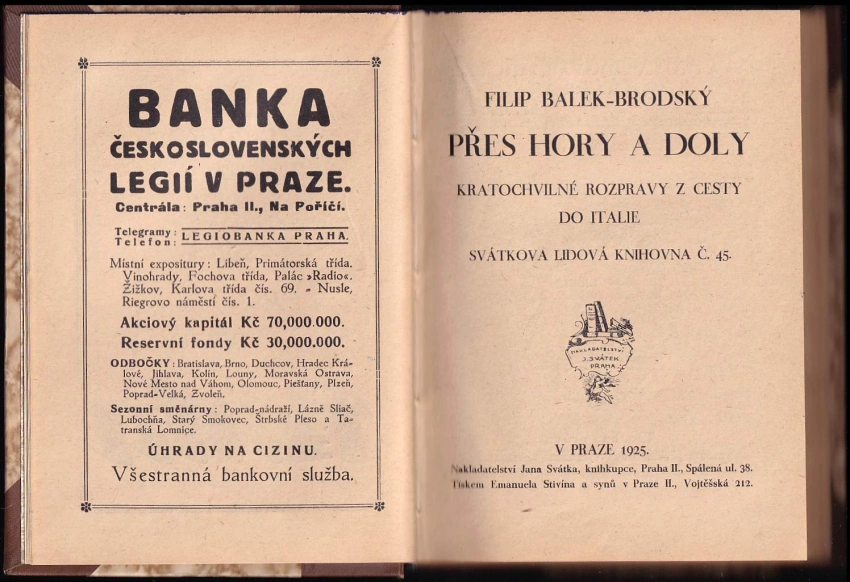 BANKA
ČESKOSLOVENSKÝCH
LEGIÍ V PRAZE.
Centrála: Praha II., Na Poříčí.
Telegramy:
Telefon:
LEGIOBANKA PRAHA.
Místní expositury: Libeň, Primátorská třída.
Vinohrady, Fochova třída, Palác »Radio«.
Žižkov, Karlova třída čís. 69. - Nusle,
Riegrovo náměstí čís. 1.
Akciový kapitál Kč 70,000.000.
Reservní fondy Kč 30,000.000.
ODBOČKY: Bratislava, Brno, Duchcov, Hradec Krá-
lové, Jihlava, Kolín, Louny, Moravská Ostrava,
Nové Mesto nad Váhom, Olomouc, Piešťany, Plzeň,
Poprad-Velká, Zvoleň.
Sezonní směnárny: Poprad-nádraží, Lázně Sliač,
Lubochňa, Starý Smokovec, Štrbské Pleso a Ta-
transká Lomnice.
ÚHRADY NA CIZINU.
Všestranná bankovní služba.
FILIP BALEK-BRODSKÝ
PŘES HORY A DOLY
KRATOCHVILNÉ ROZPRAVY Z CESTY
DO ITALIE
SVÁTKOVA LIDOVÁ KNIHOVNA Č. 45.
NAKLADATELSTVÍ
J. SVÁTEK
PRAHA
V PRAZE 1925.
Nakladatelství Jana Svátka, knihkupce, Praha II., Spálená ul. 38.
Tiskem Emanuela Stivína a synů v Praze II., Vojtěšská 212.